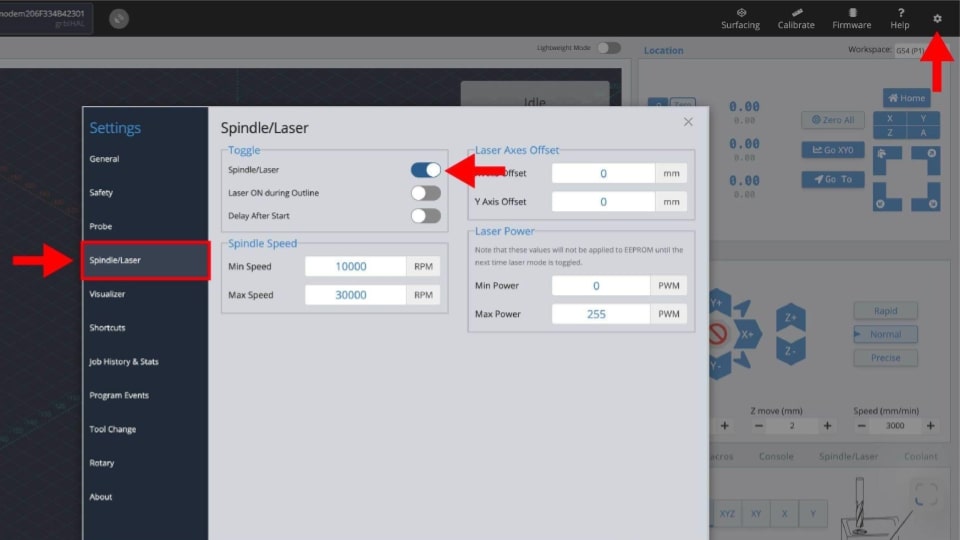 modem206F334B42301
grblHAL
Surfacing
Calibrate
Firmware
?
Help
Lightweight Mode
Location
Workspace:
G54 (P1)
Idle
0
Zero
0.00
0.00
0.00
0.00
0.00
0.00
Zero All
Go XY0
Go To
Home
X Y
Z A
Settings
General
Safety
Probe
Spindle/Laser
Visualizer
Shortcuts
Job History & Stats
Program Events
Tool Change
Rotary
About
Spindle/Laser
Toggle
Spindle/Laser
Laser ON during Outline
Delay After Start
Spindle Speed
Min Speed 10000 RPM
Max Speed 30000 RPM
Laser Axes Offset
Offset 0 mm
Y Axis Offset 0 mm
Laser Power
Note that these values will not be applied to EEPROM until the
next time laser mode is toggled.
Min Power 0 PWM
Max Power 255 PWM
Y+
X+
Y-
Z+
Z-
Rapid
Normal
Precise
Z move (mm)
Speed (mm/min)
+
− 2 +
− 3000 +
Console
Spindle/Laser
Coolant
XYZ XY X Y